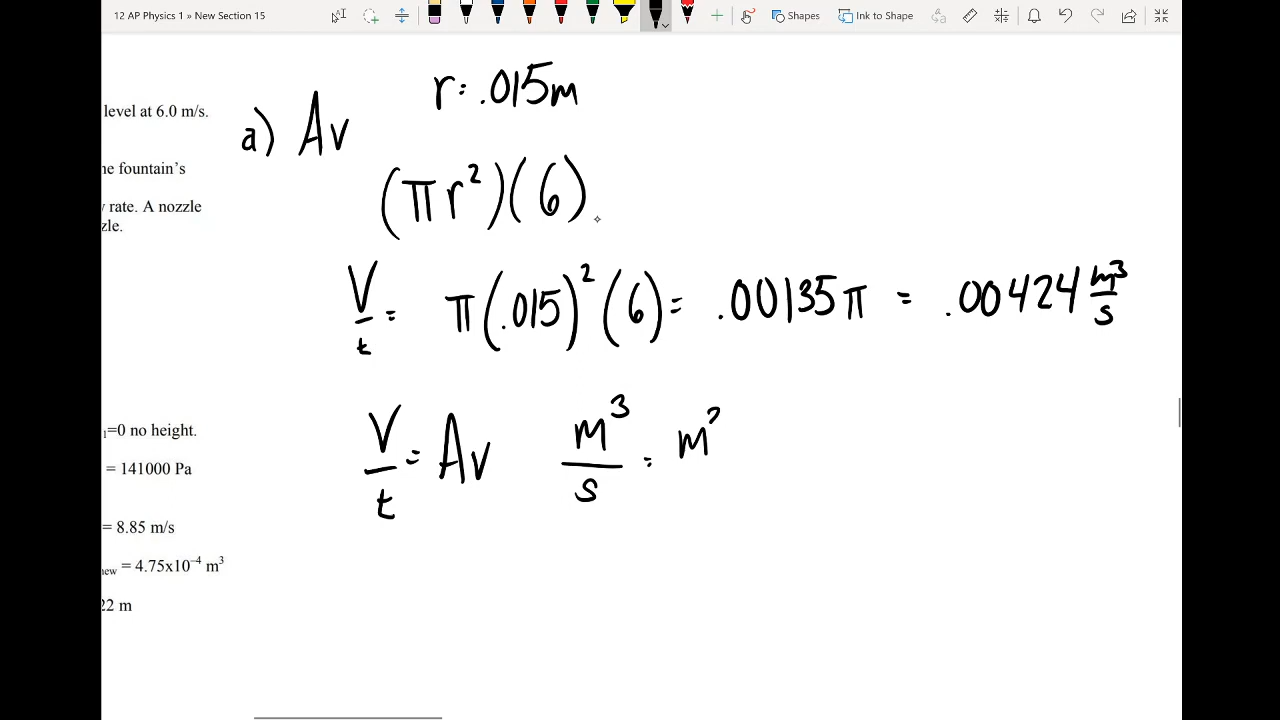 12 AP Physics 1 » New Section 15
Shapes
Ink to Shape
level at 6.0 m/s.
he fountain's
rate. A nozzle
zle.
₁=0 no height.
= 141000 Pa
= 8.85 m/s
new = 4.75x10⁻⁴ m³
22 m
a) Av
r = .015m
(πr²)(6)
V/t = π(.015)²(6) = .00135π = .00424 m³/s
V/t = Av m³/s = m²